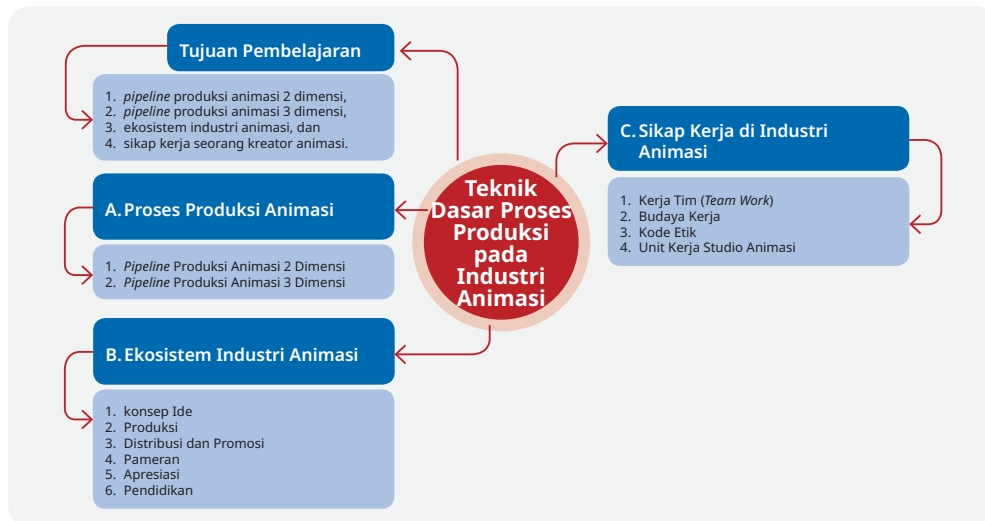 Tujuan Pembelajaran
1. pipeline produksi animasi 2 dimensi,
2. pipeline produksi animasi 3 dimensi,
3. ekosistem industri animasi, dan
4. sikap kerja seorang kreator animasi.
A. Proses Produksi Animasi
1. Pipeline Produksi Animasi 2 Dimensi
2. Pipeline Produksi Animasi 3 Dimensi
B. Ekosistem Industri Animasi
1. konsep Ide
2. Produksi
3. Distribusi dan Promosi
4. Pameran
5. Apresiasi
6. Pendidikan
Teknik
Dasar Proses
Produksi
pada
Industri
Animasi
C. Sikap Kerja di Industri
Animasi
1. Kerja Tim (Team Work)
2. Budaya Kerja
3. Kode Etik
4. Unit Kerja Studio Animasi